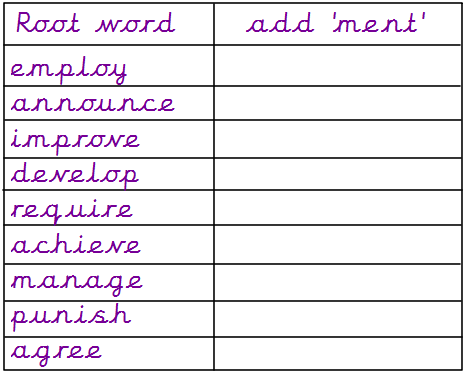 Root word add 'ment'
employ
announce
improve
develop
require
achieve
manage
punish
agree